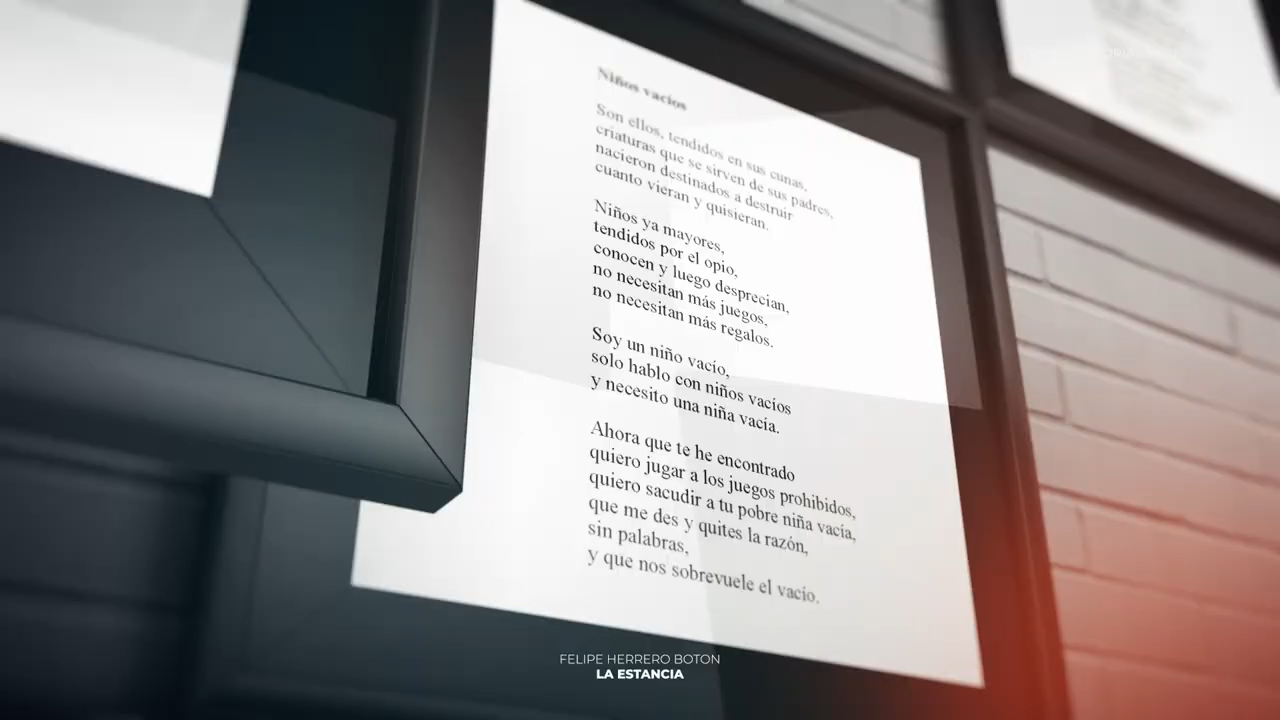 Niños vacíos
Son ellos, tendidos en sus cunas,
criaturas que se sirven de sus padres,
nacieron destinados a destruir
cuanto vieran y quisieran.
Niños ya mayores,
tendidos por el opio,
conocen y luego desprecian,
no necesitan más juegos,
no necesitan más regalos.
Soy un niño vacío,
solo hablo con niños vacíos
y necesito una niña vacía.
Ahora que te he encontrado
quiero jugar a los juegos prohibidos,
quiero sacudir a tu pobre niña vacía,
que me des y quites la razón,
sin palabras,
y que nos sobrevuele el vacío.
FELIPE HERRERO BOTON
LA ESTANCIA